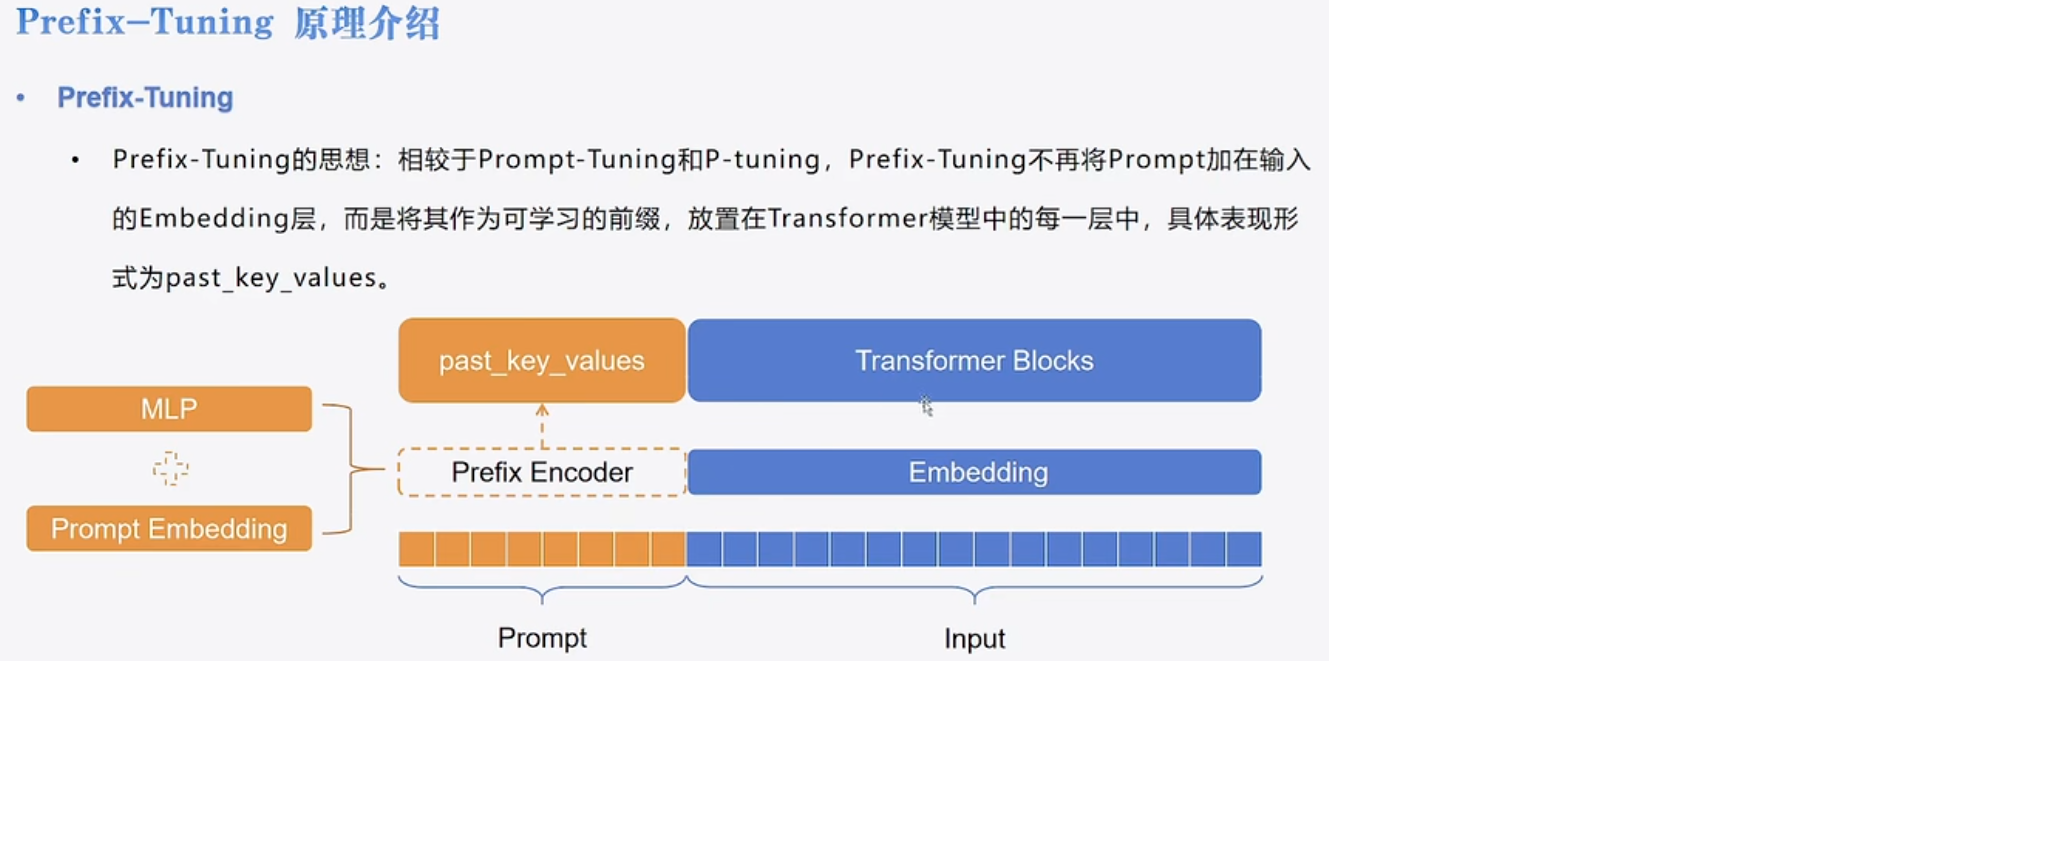 Prefix-Tuning 原理介绍
• Prefix-Tuning
• Prefix-Tuning的思想：相较于Prompt-Tuning和P-tuning，Prefix-Tuning不再将Prompt加在输入
的Embedding层，而是将其作为可学习的前缀，放置在Transformer模型中的每一层中，具体表现形
式为past_key_values。
past_key_values
Transformer Blocks
MLP
Prefix Encoder
Embedding
Prompt Embedding
Prompt
Input